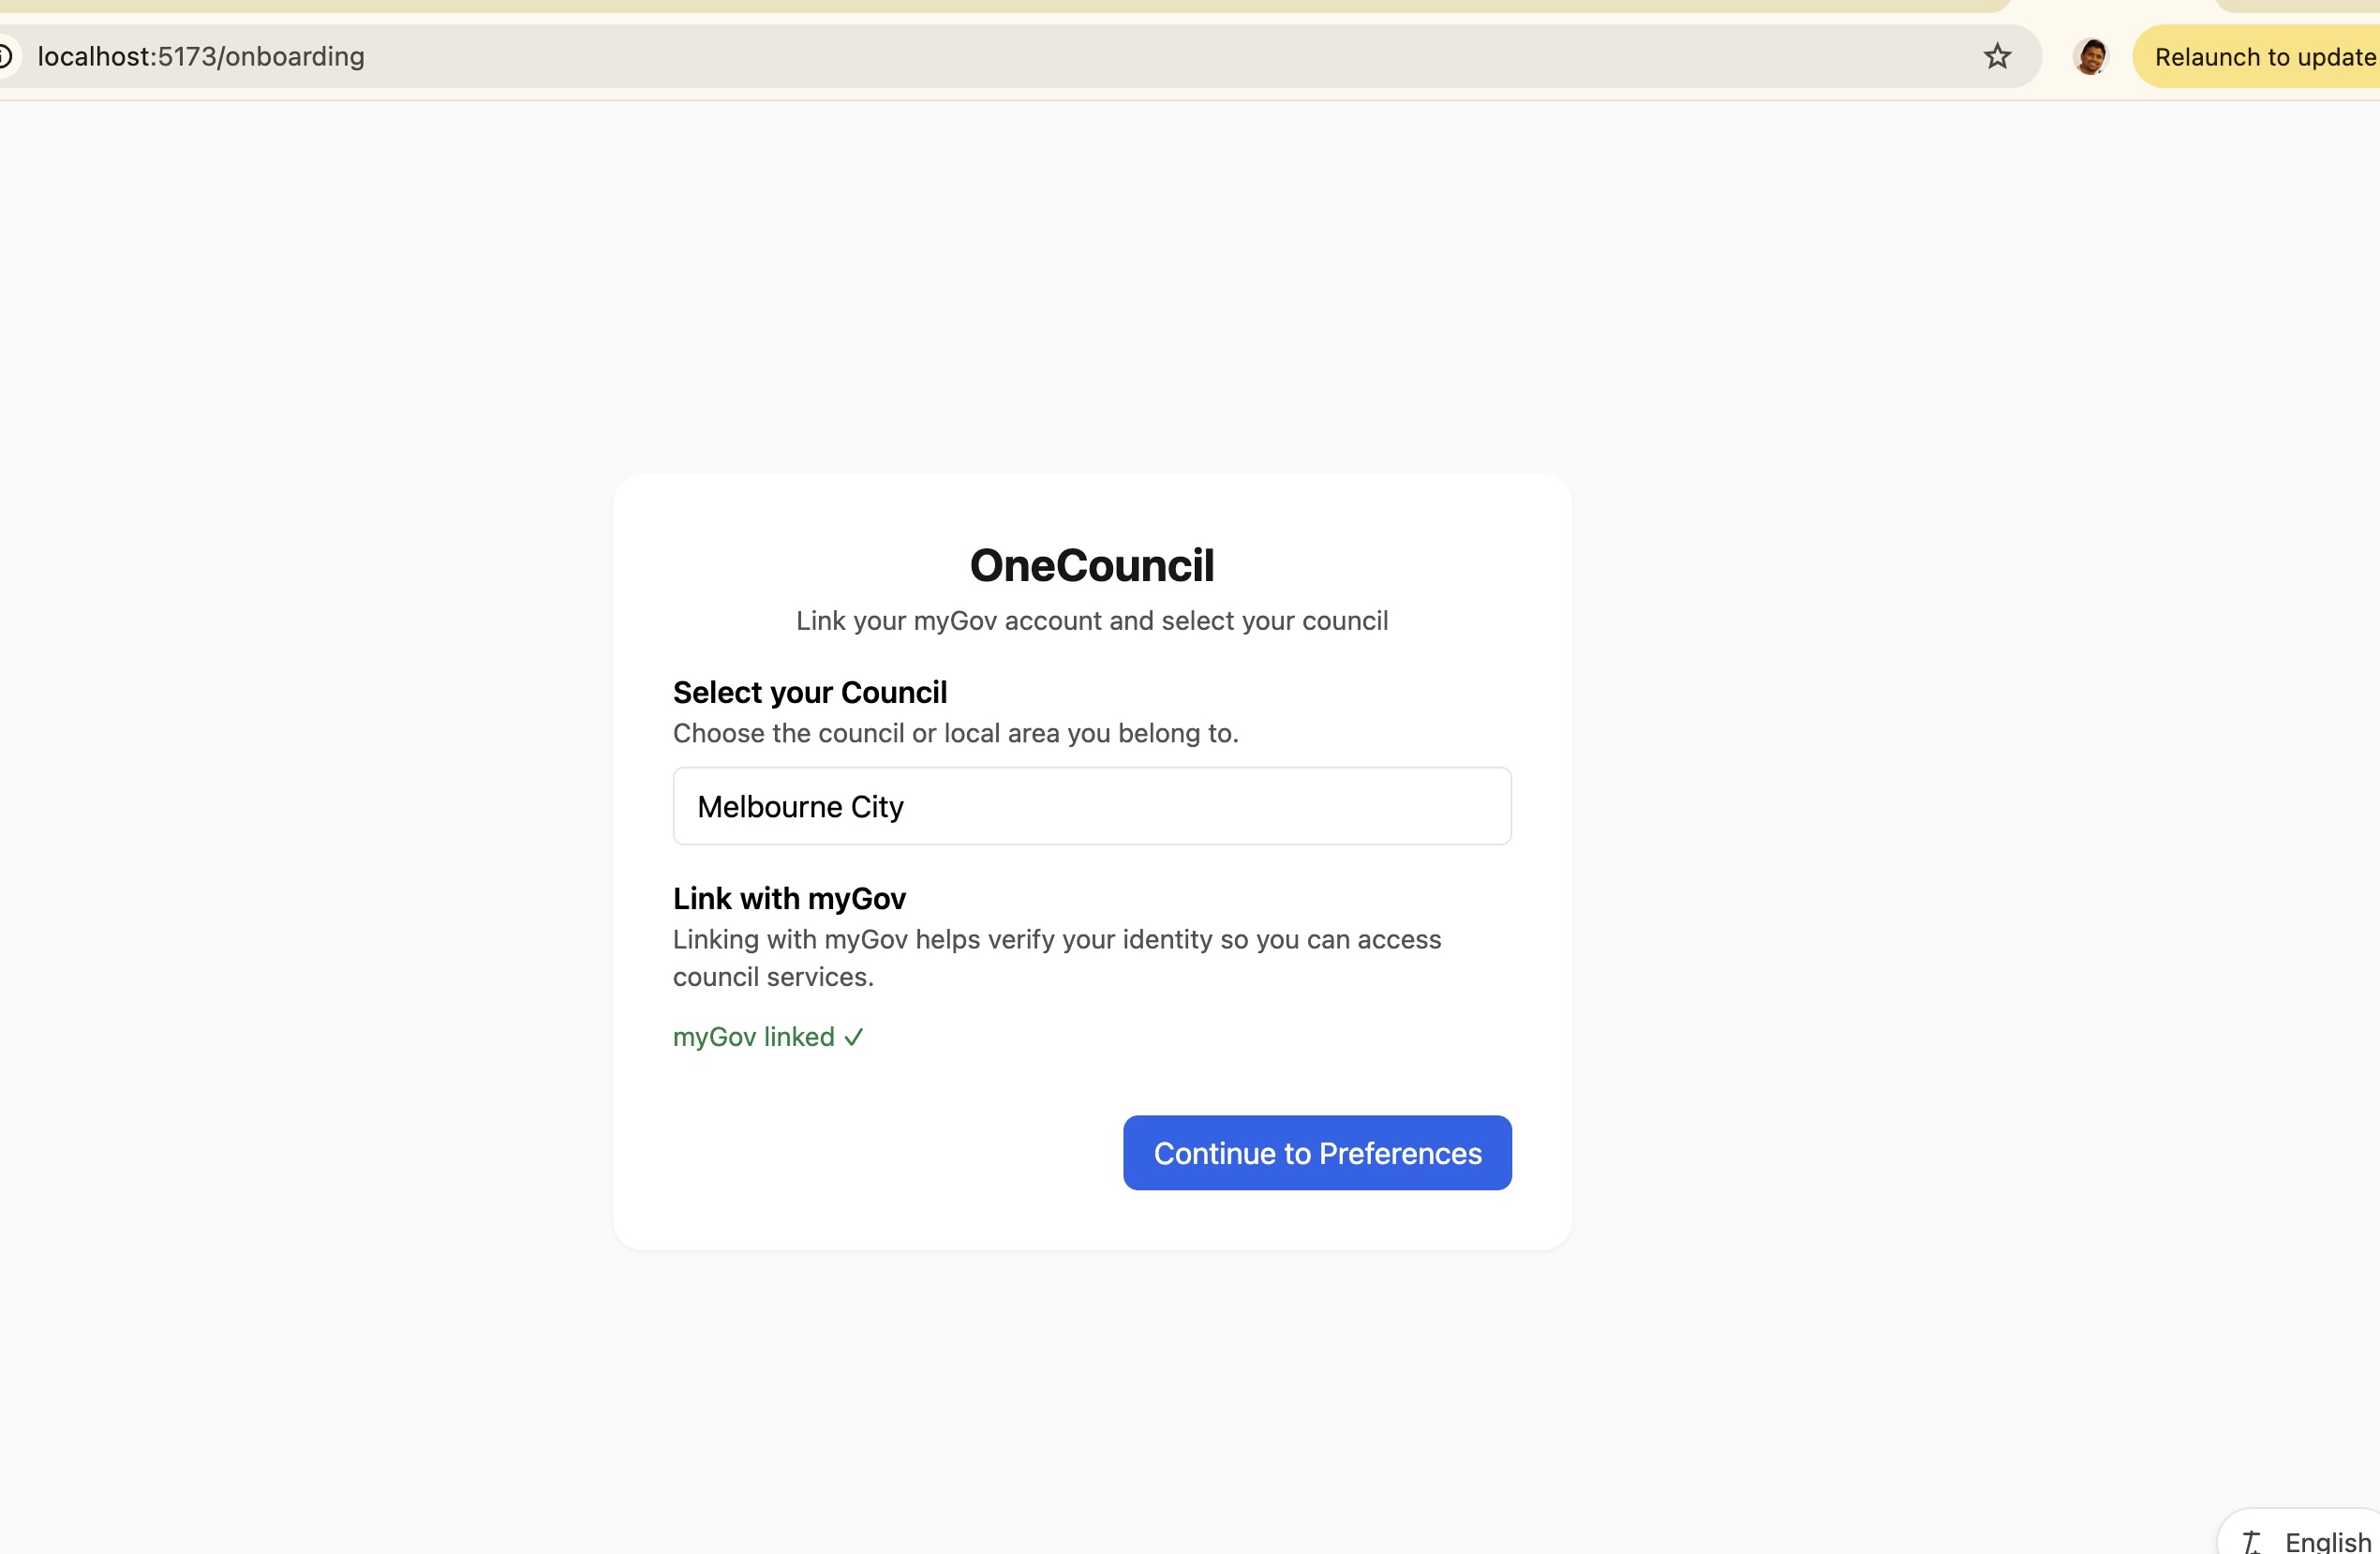 localhost:5173/onboarding
Relaunch to update
OneCouncil
Link your myGov account and select your council
Select your Council
Choose the council or local area you belong to.
Melbourne City
Link with myGov
Linking with myGov helps verify your identity so you can access
council services.
myGov linked ✓
Continue to Preferences
English